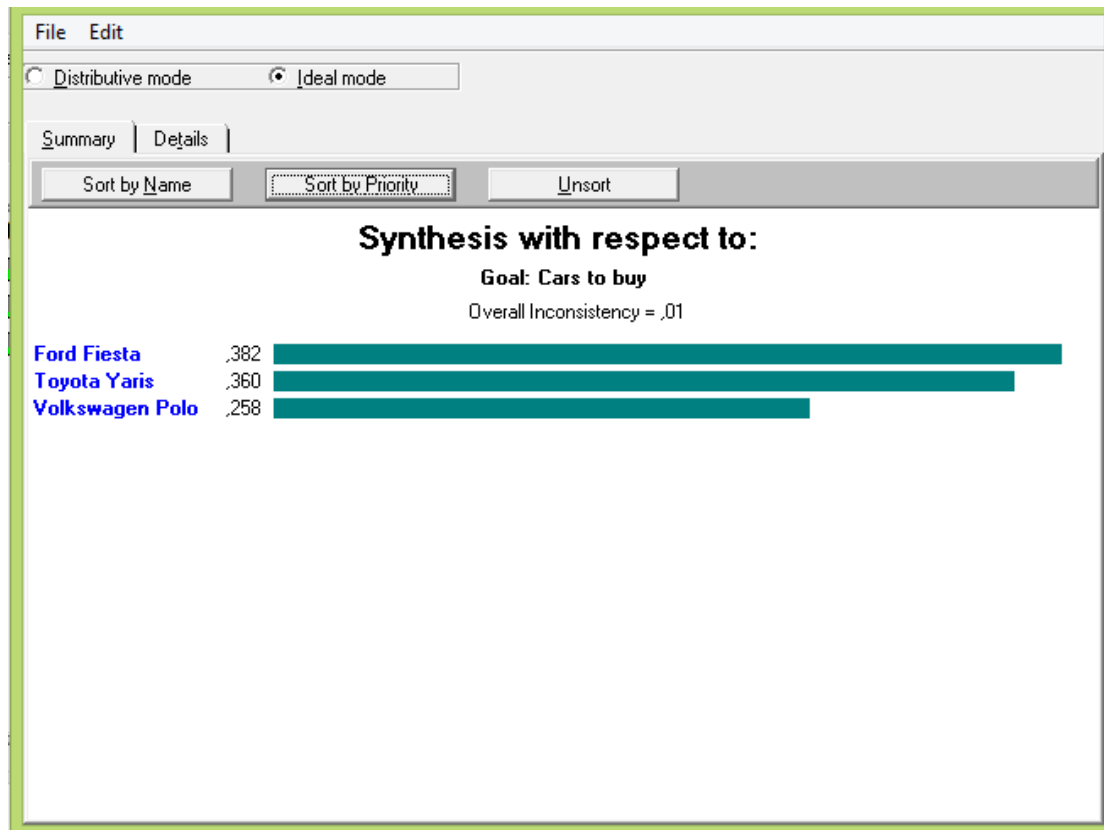 File Edit
Distributive mode Ideal mode
Summary Details
Sort by Name Sort by Priority Unsort
Synthesis with respect to:
Goal: Cars to buy
Overall Inconsistency = ,01
Ford Fiesta ,382
Toyota Yaris ,360
Volkswagen Polo ,258